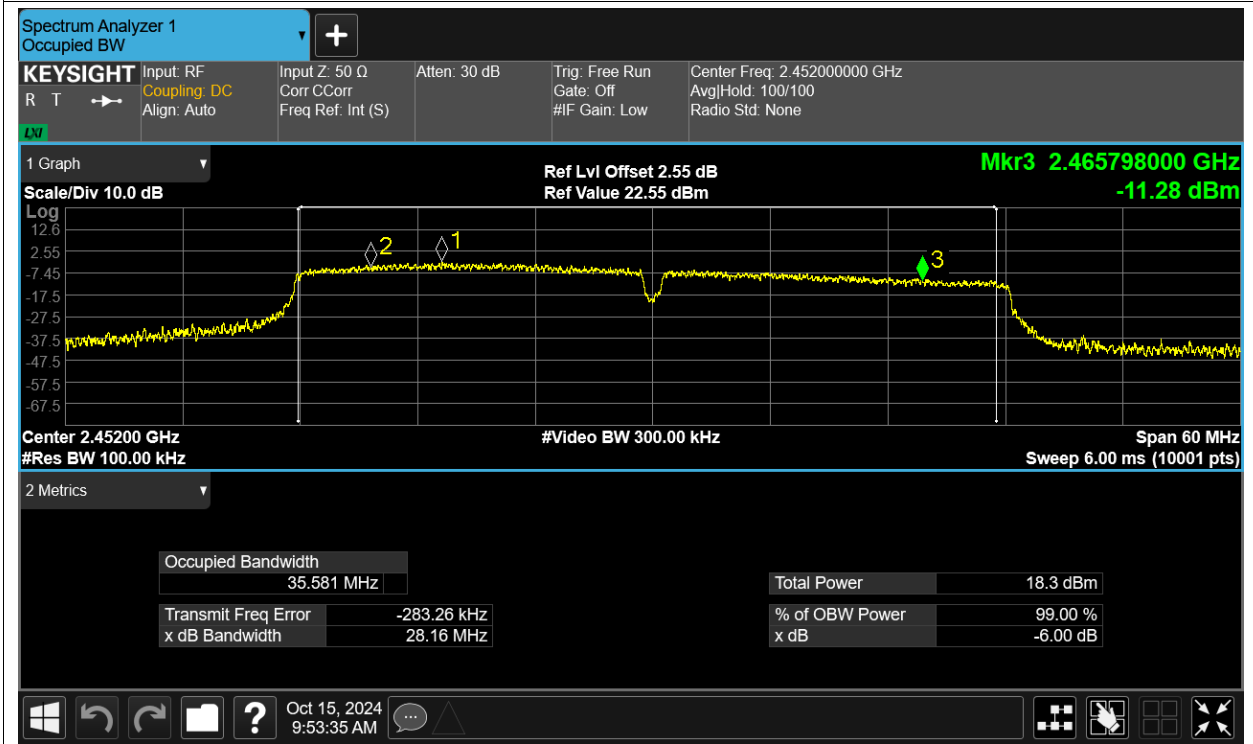 Spectrum Analyzer 1
Occupied BW
KEYSIGHT
R T
LXI
Input: RF
Coupling: DC
Align: Auto
Input Z: 50 Ω
Corr CCorr
Freq Ref: Int (S)
Atten: 30 dB
Trig: Free Run
Gate: Off
#IF Gain: Low
Center Freq: 2.452000000 GHz
Avg|Hold: 100/100
Radio Std: None
1 Graph
Scale/Div 10.0 dB
Ref Lvl Offset 2.55 dB
Ref Value 22.55 dBm
Mkr3 2.465798000 GHz
-11.28 dBm
Log
12.6
2.55
-7.45
-17.5
-27.5
-37.5
-47.5
-57.5
-67.5
2
1
3
Center 2.45200 GHz
#Res BW 100.00 kHz
#Video BW 300.00 kHz
Span 60 MHz
Sweep 6.00 ms (10001 pts)
2 Metrics
Occupied Bandwidth
35.581 MHz
Transmit Freq Error -283.26 kHz
x dB Bandwidth 28.16 MHz
Total Power 18.3 dBm
% of OBW Power 99.00 %
x dB -6.00 dB
?
Oct 15, 2024
9:53:35 AM